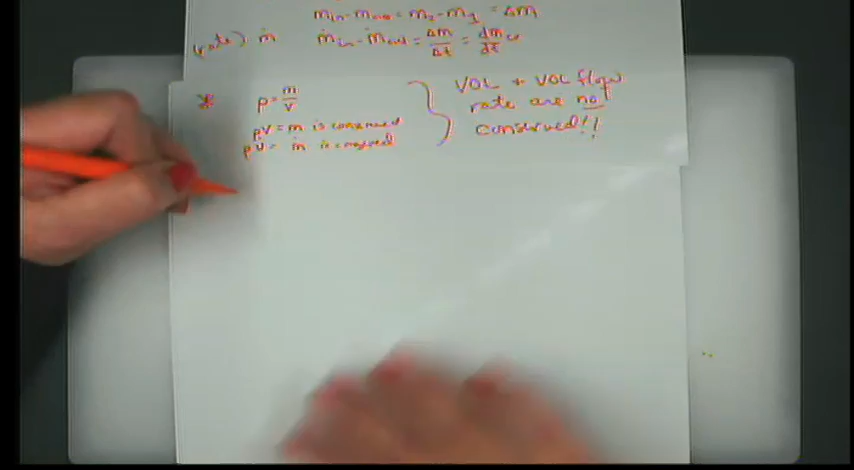 m_in - m_out = m_2 - m_1 = Δm
(rate) ṁ ṁ_in - ṁ_out = Δm/Δt = dm_cv/dt
* ρ = m/V
ρV = m is conserved
ρV̇ = ṁ is conserved
VOL + VOL flow
rate are no
conserved!!